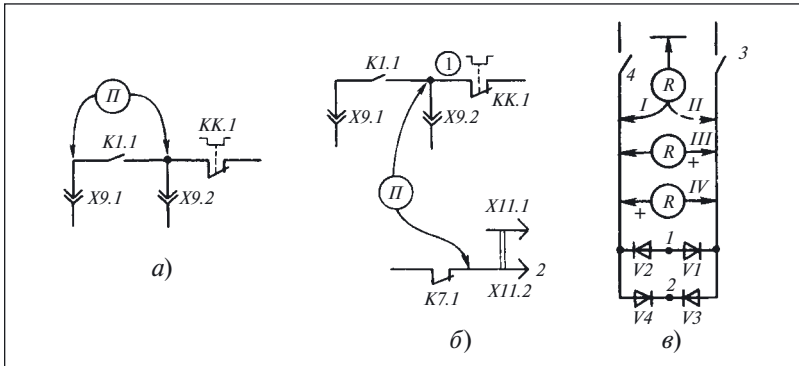 П
K1.1
KK.1
X9.1
X9.2
а)
K1.1
1
KK.1
X9.1
X9.2
П
X11.1
K7.1
X11.2
2
б)
4
3
R
I
II
R
III
+
R
IV
+
1
V2
V1
2
V4
V3
в)